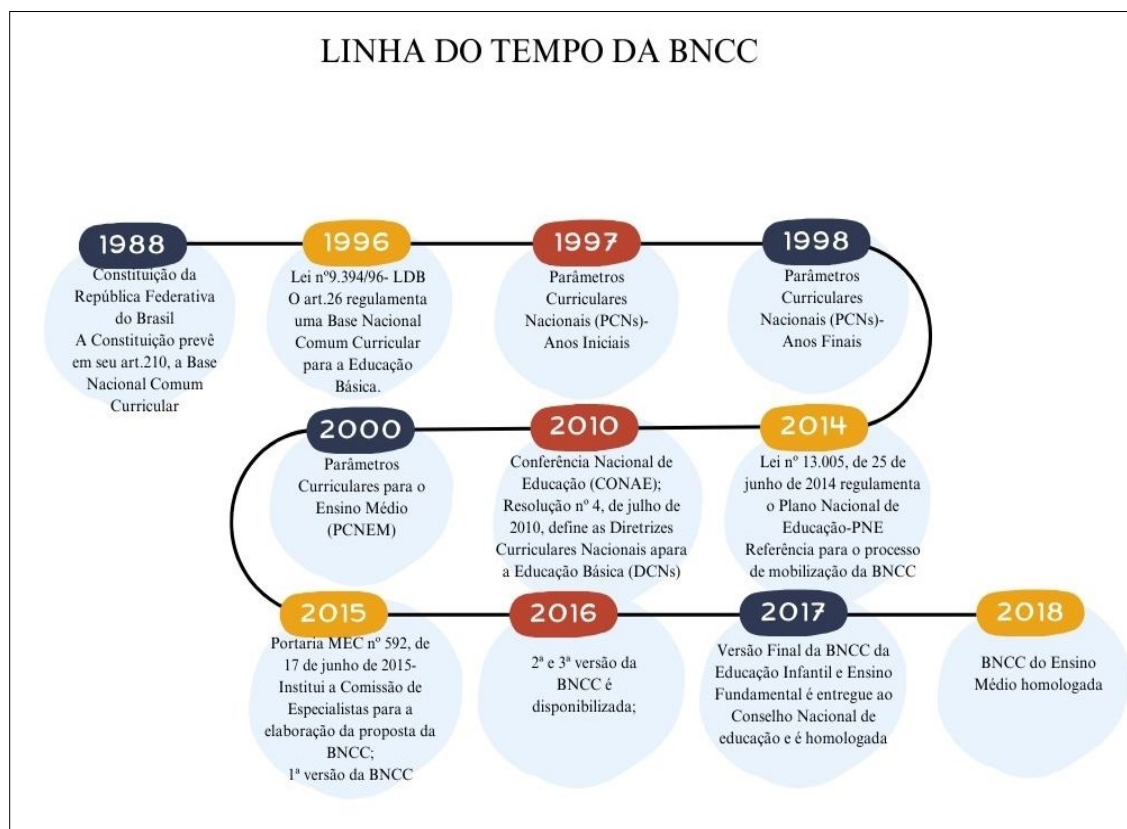 LINHA DO TEMPO DA BNCC
1988
Constituição da
República Federativa
do Brasil
A Constituição prevê
em seu art.210, a Base
Nacional Comum
Curricular
1996
Lei nº9.394/96- LDB
O art.26 regulamenta
uma Base Nacional
Comum Curricular
para a Educação
Básica.
1997
Parâmetros
Curriculares
Nacionais (PCNs)-
Anos Iniciais
1998
Parâmetros
Curriculares
Nacionais (PCNs)-
Anos Finais
2000
Parâmetros
Curriculares para o
Ensino Médio
(PCNEM)
2010
Conferência Nacional de
Educação (CONAE);
Resolução nº 4, de julho de
2010, define as Diretrizes
Curriculares Nacionais apara
a Educação Básica (DCNs)
2014
Lei nº 13.005, de 25 de
junho de 2014 regulamenta
o Plano Nacional de
Educação-PNE
Referência para o processo
de mobilização da BNCC
2015
Portaria MEC nº 592, de
17 de junho de 2015-
Institui a Comissão de
Especialistas para a
elaboração da proposta da
BNCC;
1ª versão da BNCC
2016
2ª e 3ª versão da
BNCC é
disponibilizada;
2017
Versão Final da BNCC da
Educação Infantil e Ensino
Fundamental é entregue ao
Conselho Nacional de
educação e é homologada
2018
BNCC do Ensino
Médio homologada